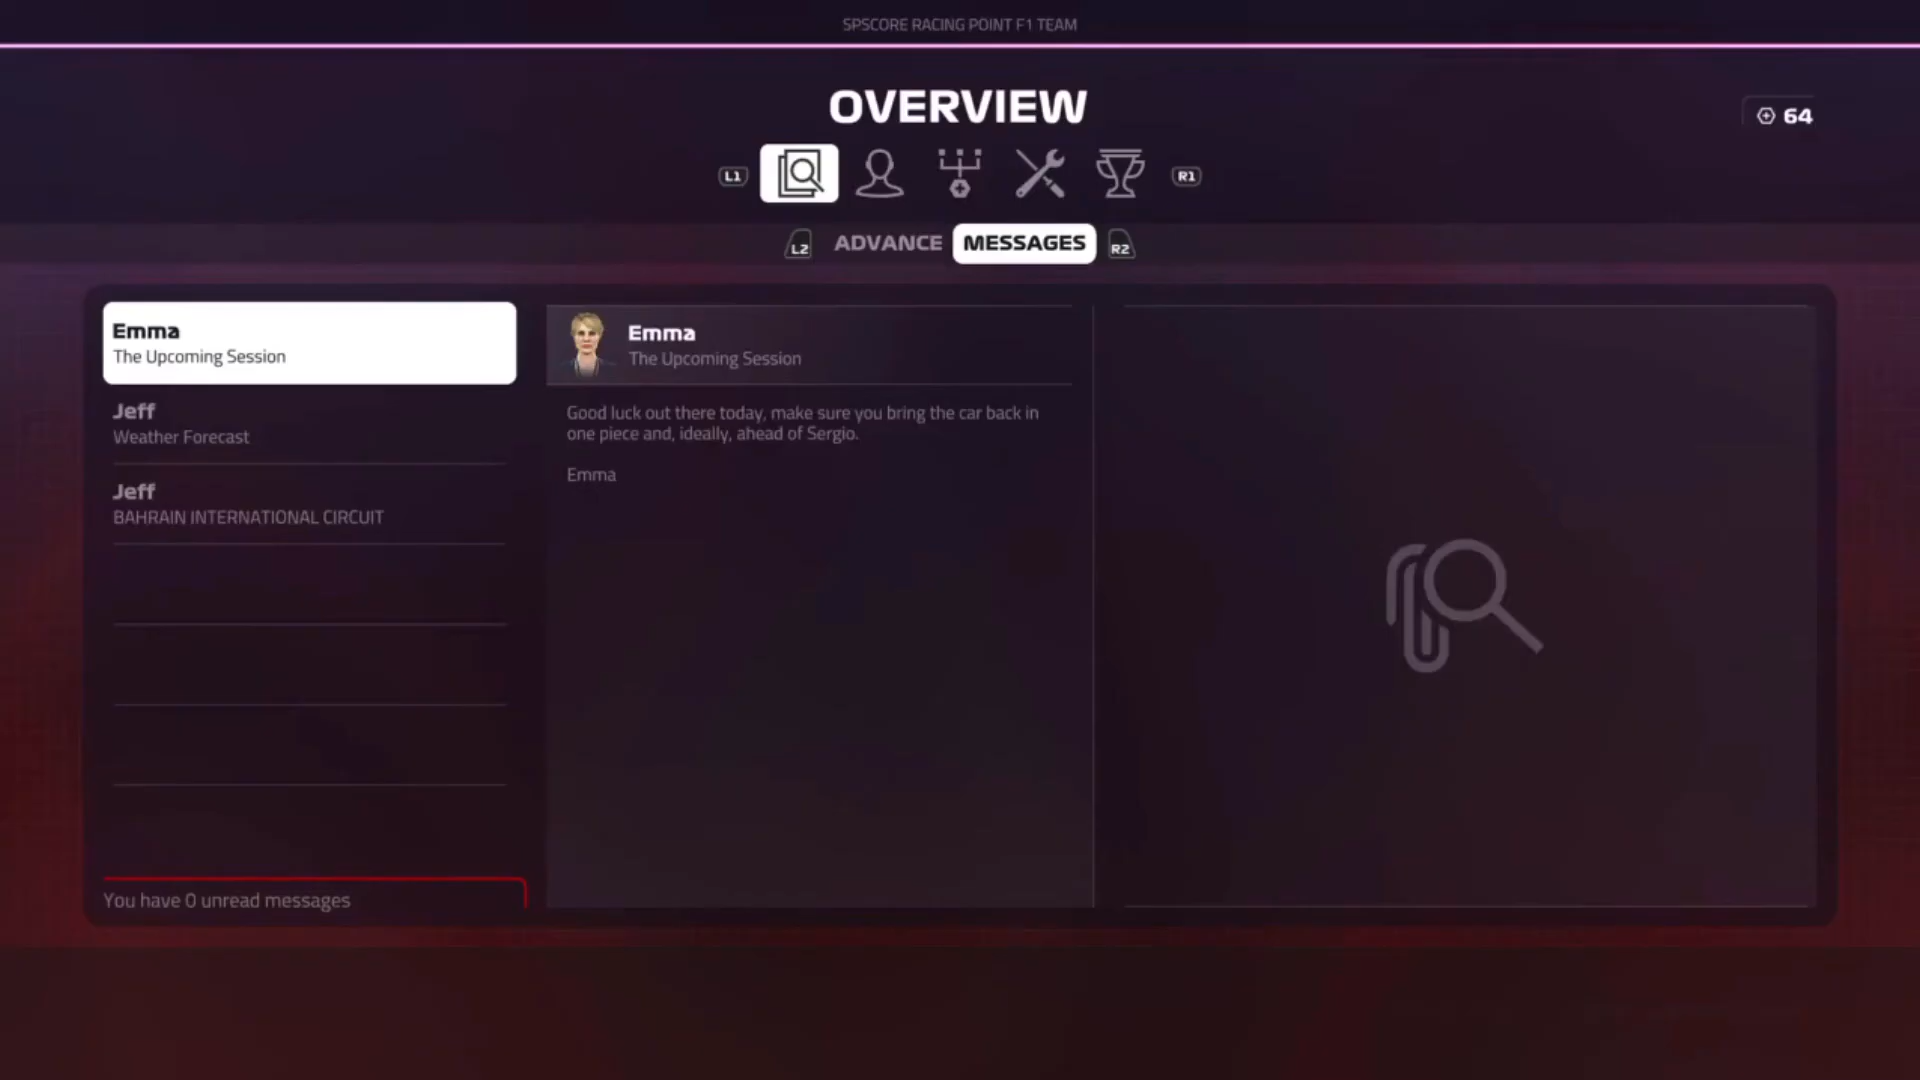 SPSCORE RACING POINT F1 TEAM
OVERVIEW
64
L1
R1
L2 ADVANCE MESSAGES R2
Emma
The Upcoming Session
Jeff
Weather Forecast
Jeff
BAHRAIN INTERNATIONAL CIRCUIT
You have 0 unread messages
Emma
The Upcoming Session
Good luck out there today, make sure you bring the car back in
one piece and, ideally, ahead of Sergio.
Emma